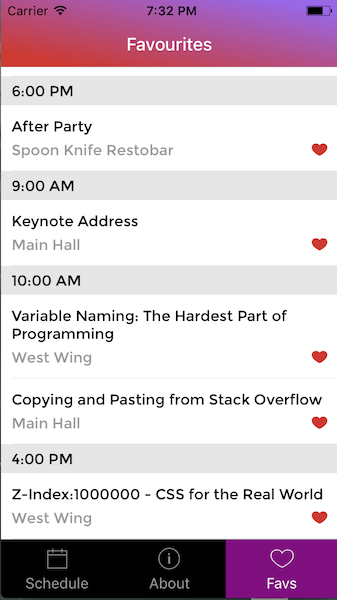 Carrier 7:32 PM
Favourites
6:00 PM
After Party
Spoon Knife Restobar
9:00 AM
Keynote Address
Main Hall
10:00 AM
Variable Naming: The Hardest Part of
Programming
West Wing
Copying and Pasting from Stack Overflow
Main Hall
4:00 PM
Z-Index:1000000 - CSS for the Real World
West Wing
Schedule About Favs